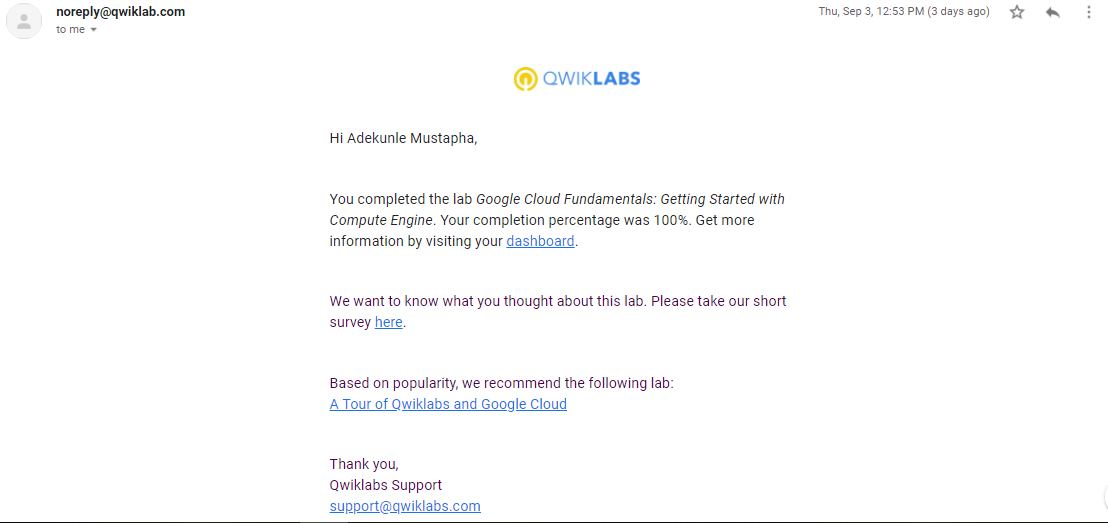 noreply@qwiklab.com
Thu, Sep 3, 12:53 PM (3 days ago)
to me
QWIKLABS
Hi Adekunle Mustapha,
You completed the lab Google Cloud Fundamentals: Getting Started with
Compute Engine. Your completion percentage was 100%. Get more
information by visiting your dashboard.
We want to know what you thought about this lab. Please take our short
survey here.
Based on popularity, we recommend the following lab:
A Tour of Qwiklabs and Google Cloud
Thank you,
Qwiklabs Support
support@qwiklabs.com